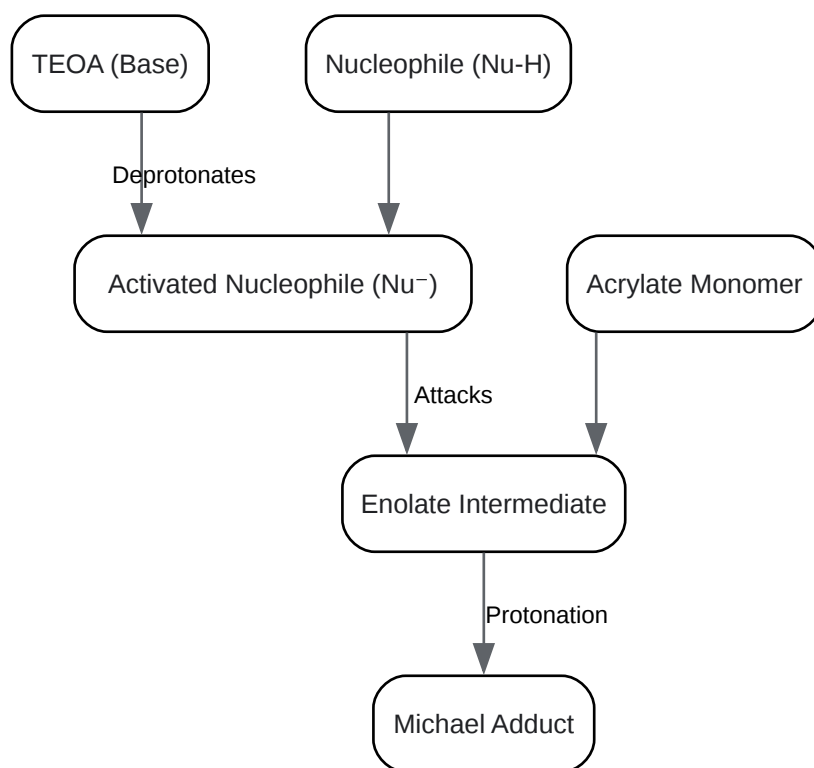 TEOA (Base)
Nucleophile (Nu-H)
Deprotonates
Activated Nucleophile (Nu⁻)
Acrylate Monomer
Attacks
Enolate Intermediate
Protonation
Michael Adduct